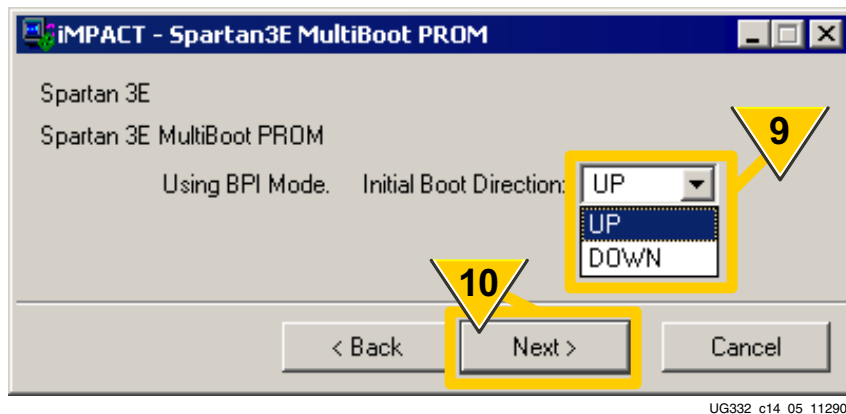 iMPACT - Spartan3E MultiBoot PROM
Spartan 3E
Spartan 3E MultiBoot PROM
9
Using BPI Mode. Initial Boot Direction: UP
UP
DOWN
10
< Back Next > Cancel
UG332_c14_05_11290